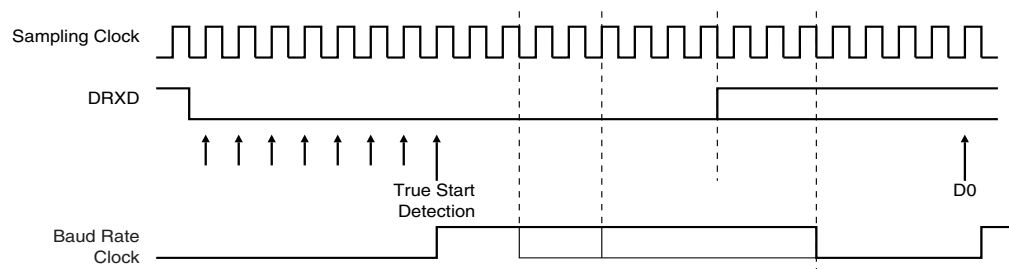 Sampling Clock
DRXD
True Start
Detection
D0
Baud Rate
Clock